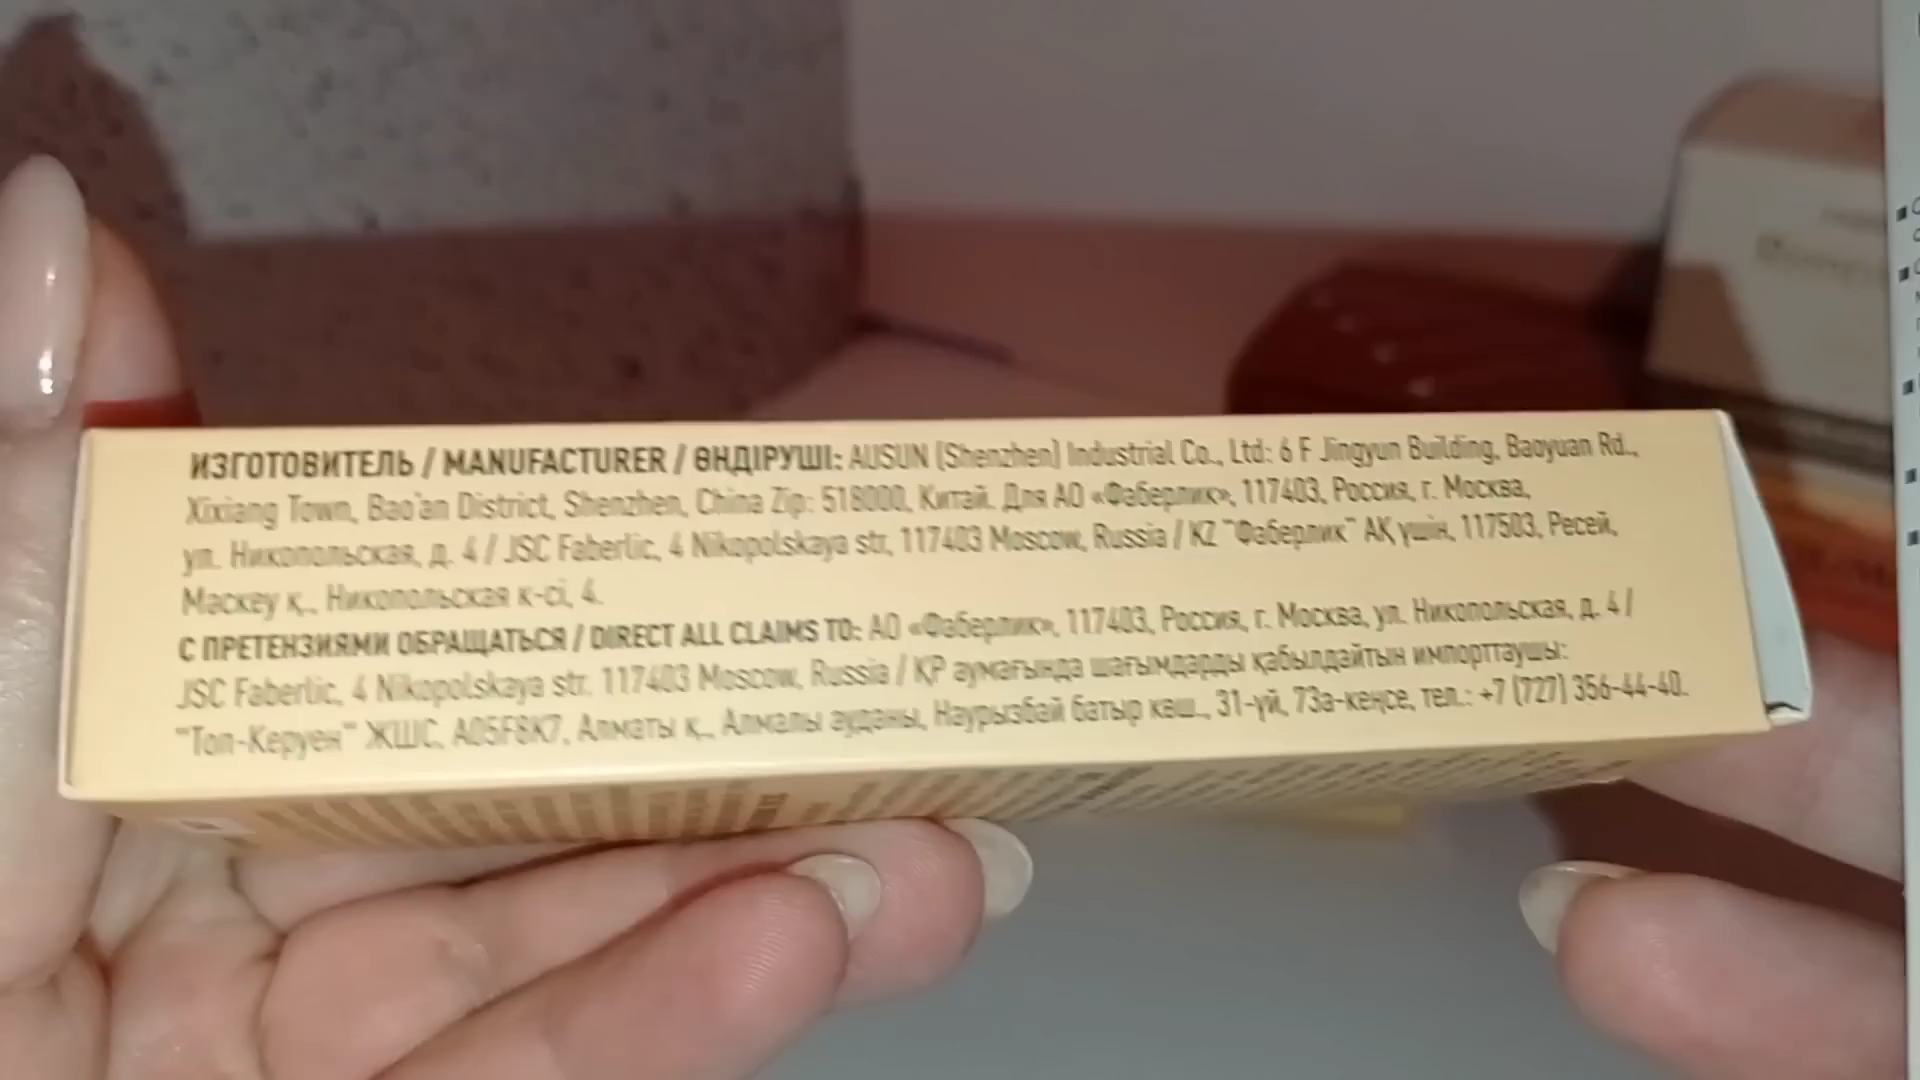 ИЗГОТОВИТЕЛЬ / MANUFACTURER / ӨНДІРУШІ: AUSUN (Shenzhen) Industrial Co., Ltd: 6 F Jingyun Building, Baoyuan Rd.,
Xixiang Town, Bao'an District, Shenzhen, China Zip: 518000, Китай. Для АО «Фаберлик», 117403, Россия, г. Москва,
ул. Никопольская, д. 4 / JSC Faberlic, 4 Nikopolskaya str, 117403 Moscow, Russia / KZ "Фаберлик" АҚ үшін, 117503, Ресей,
Мәскеу қ., Никопольская к-сі, 4.
С ПРЕТЕНЗИЯМИ ОБРАЩАТЬСЯ / DIRECT ALL CLAIMS TO: АО «Фаберлик», 117403, Россия, г. Москва, ул. Никопольская, д. 4 /
JSC Faberlic, 4 Nikopolskaya str. 117403 Moscow, Russia / ҚР аумағында шағымдарды қабылдайтын импорттаушы:
"Топ-Керуен" ЖШС, A05F8K7, Алматы қ., Алмалы ауданы, Наурызбай батыр көш., 31-үй, 73а-кеңсе, тел.: +7 (727) 356-44-40.